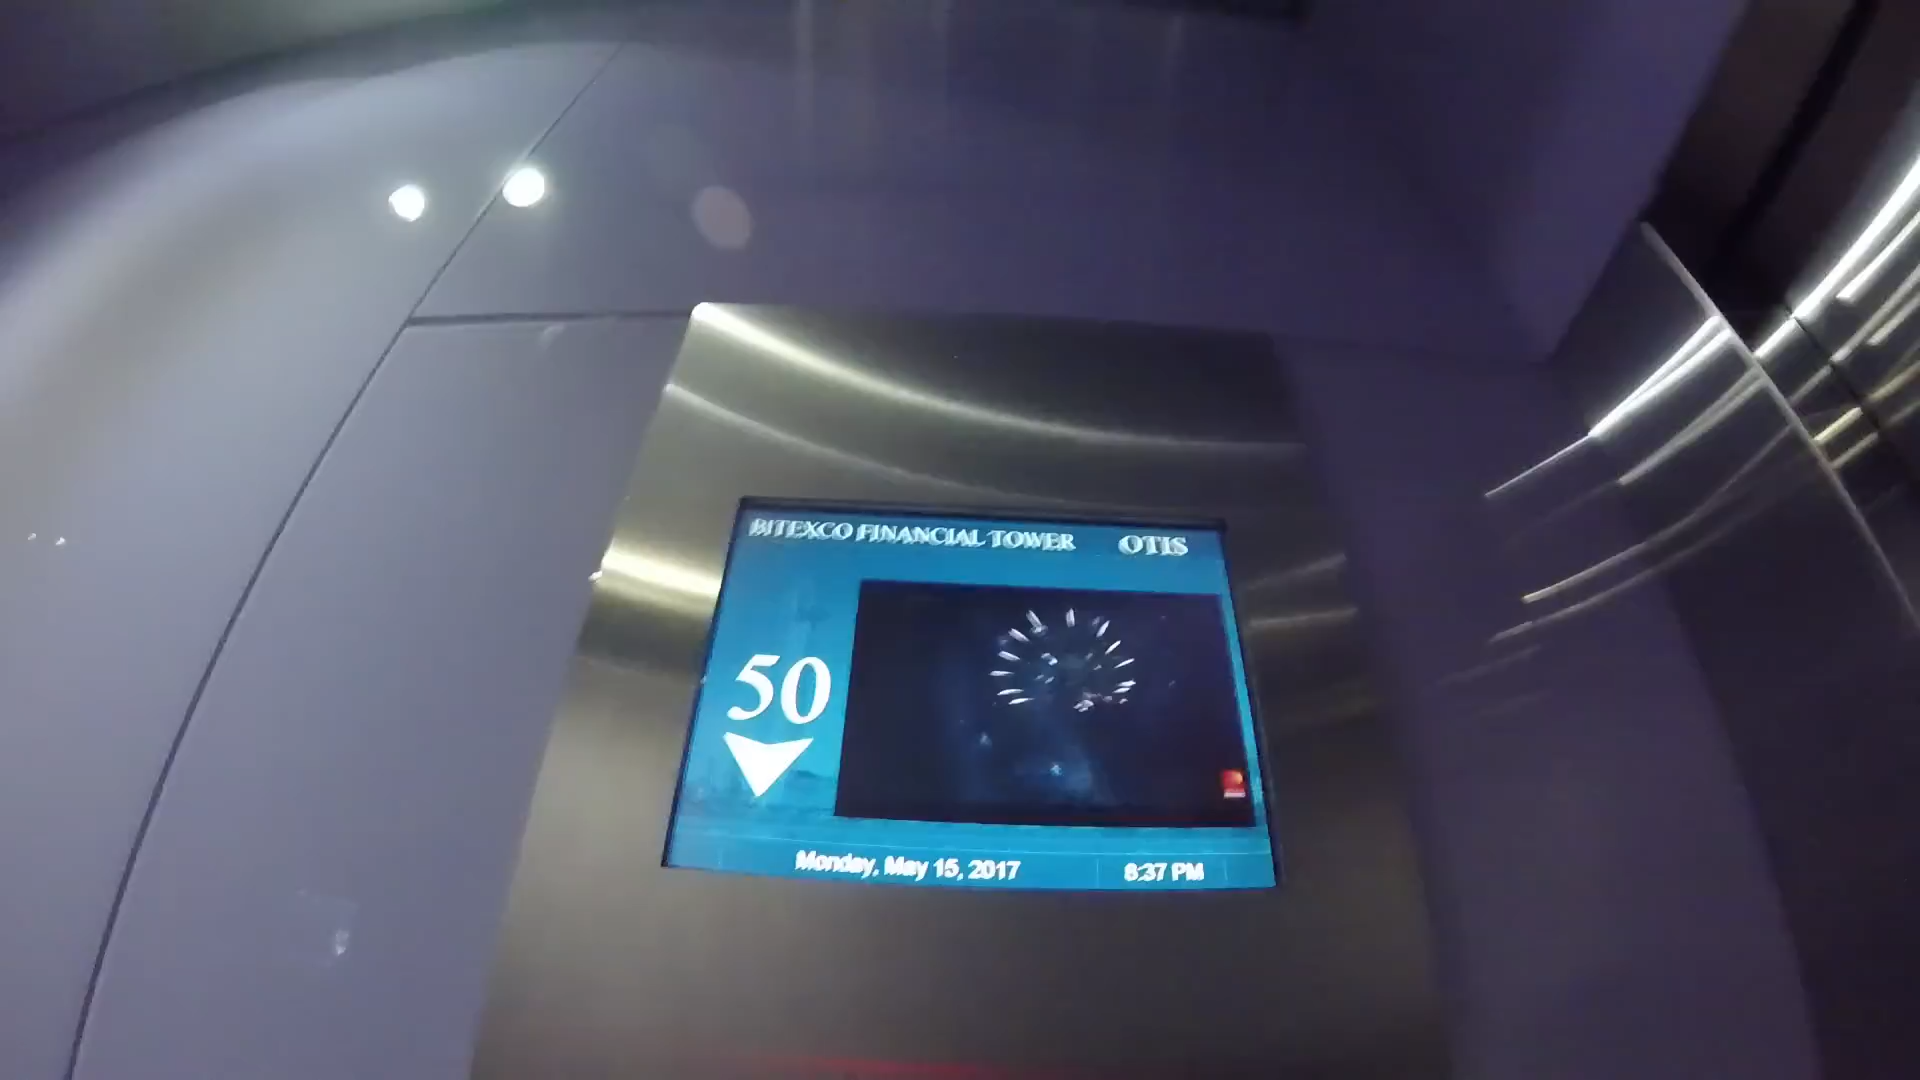 BITEXCO FINANCIAL TOWER OTIS
50
Monday, May 15, 2017 8:37 PM